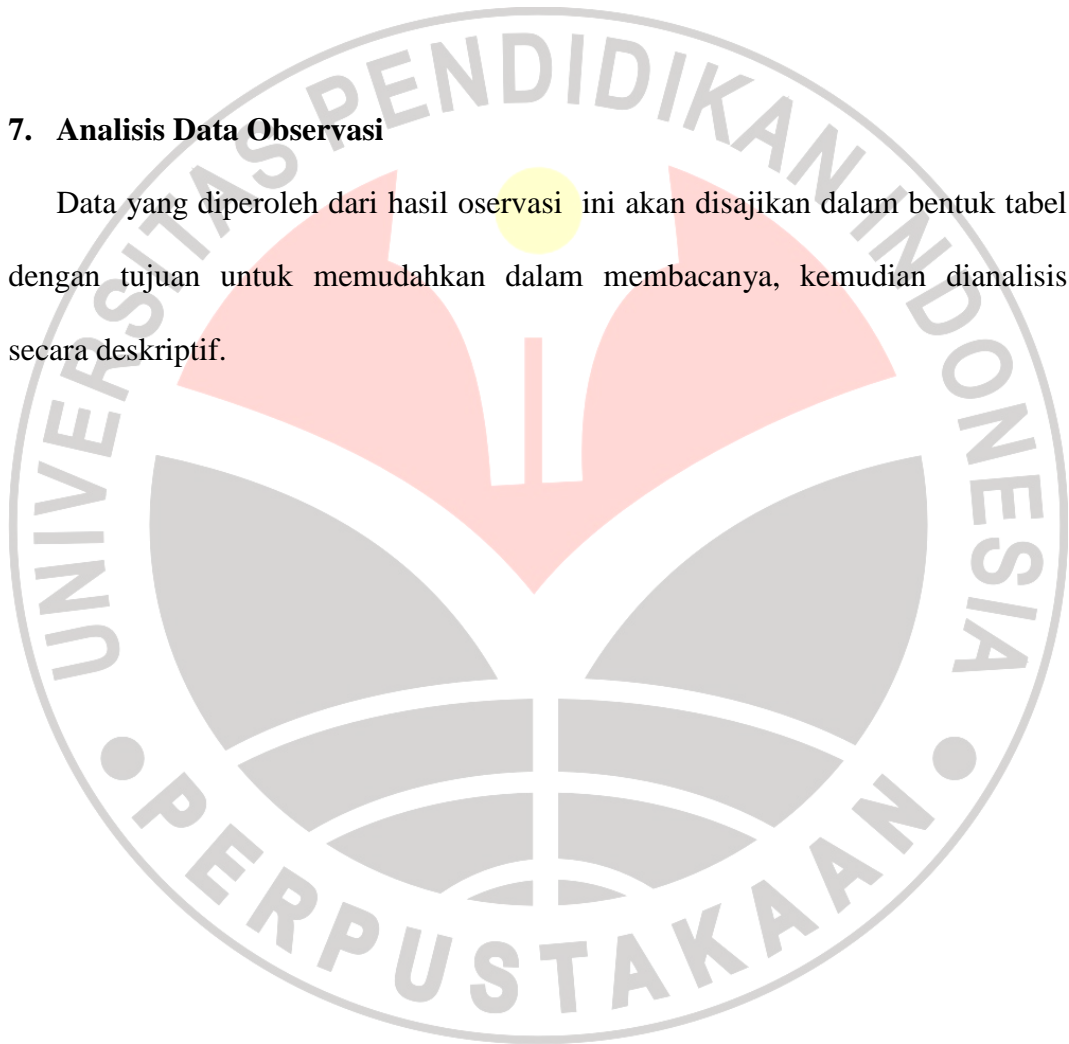 UNIVERSITAS PENDIDIKAN INDONESIA
7. Analisis Data Observasi
Data yang diperoleh dari hasil oservasi ini akan disajikan dalam bentuk tabel
dengan tujuan untuk memudahkan dalam membacanya, kemudian dianalisis
secara deskriptif.
PERPUSTAKAAN